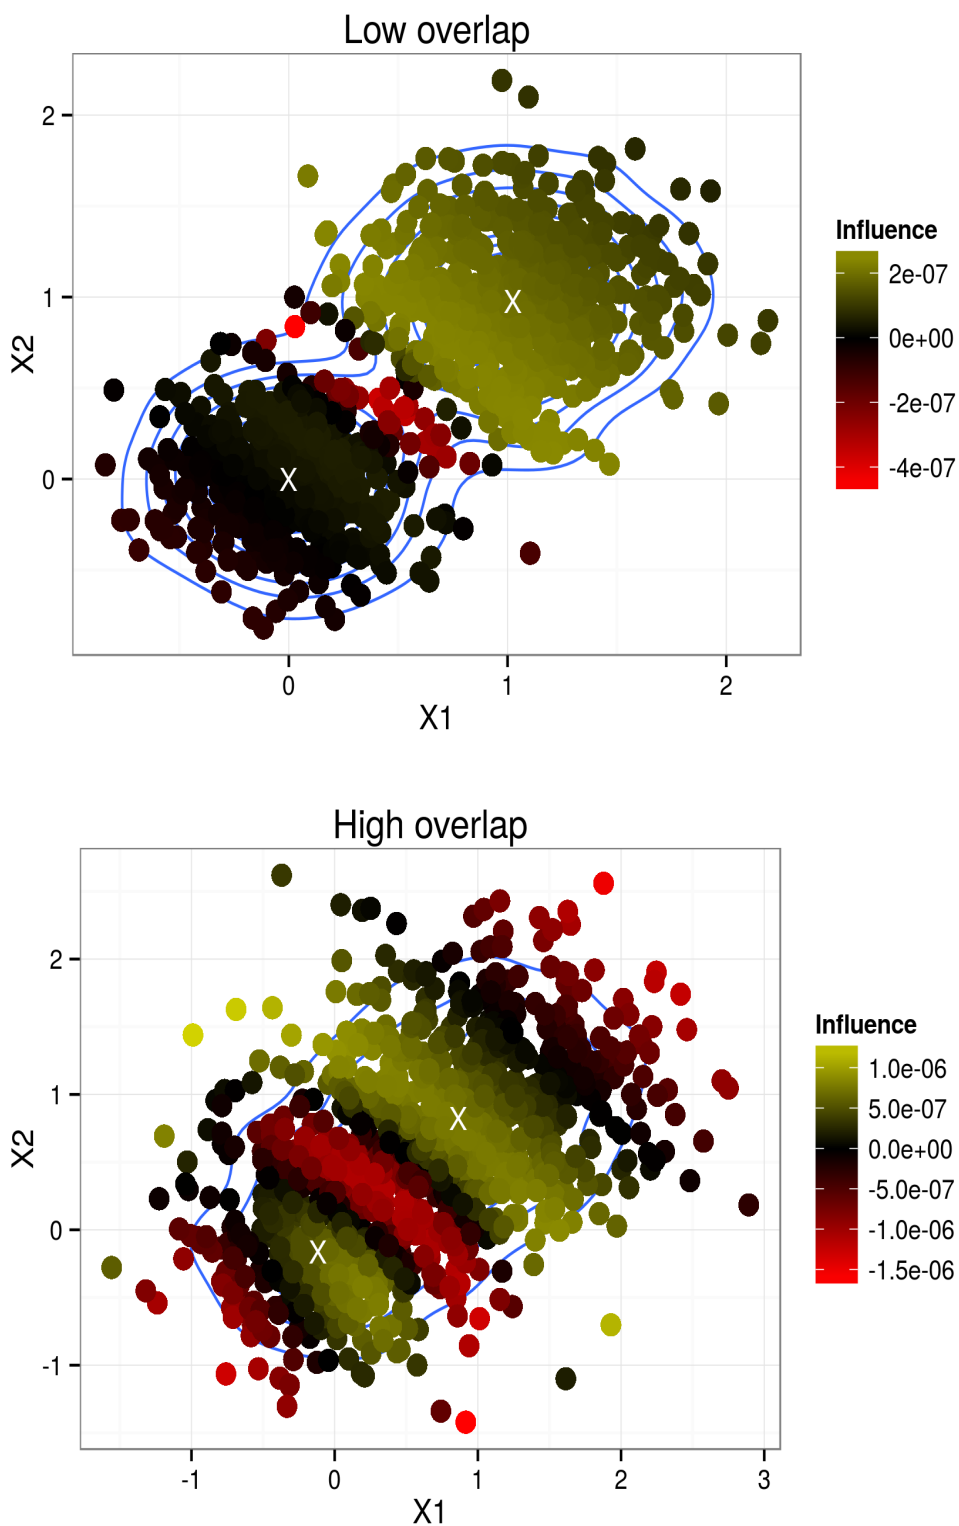 Low overlap
X2
2
1
0
X
X
0
1
2
X1
Influence
2e-07
0e+00
-2e-07
-4e-07
High overlap
X2
2
1
0
-1
X
X
-1
0
1
2
3
X1
Influence
1.0e-06
5.0e-07
0.0e+00
-5.0e-07
-1.0e-06
-1.5e-06